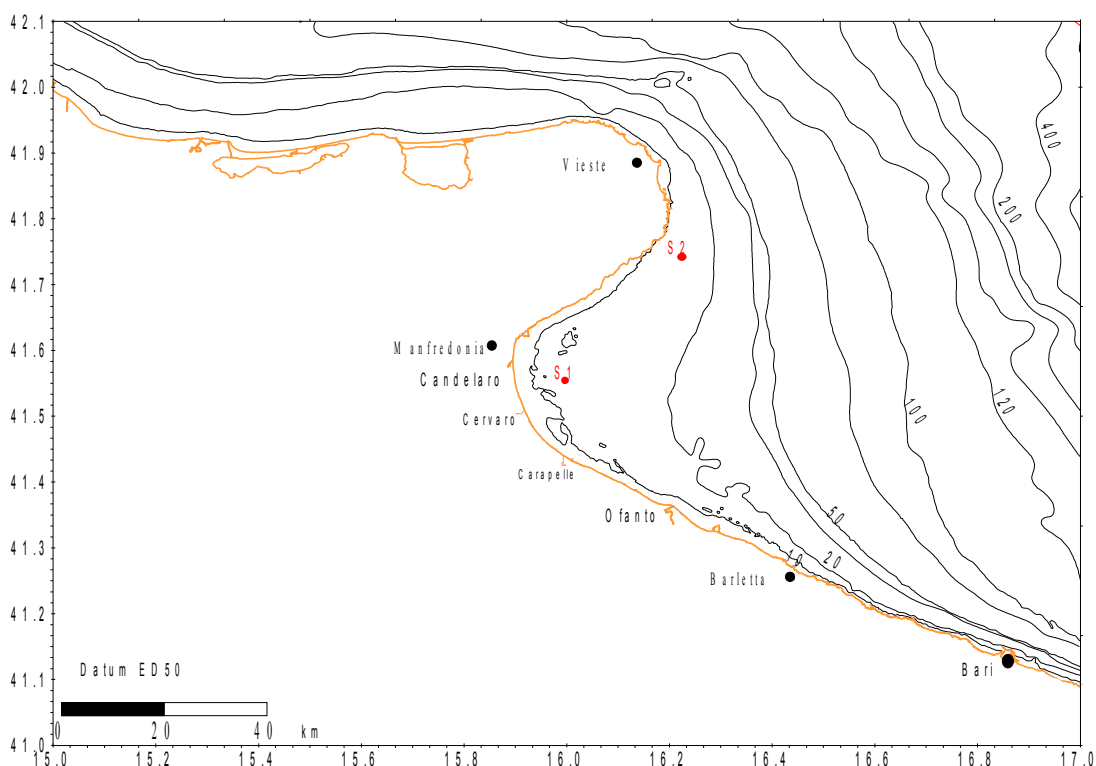 42.1
42.0
41.9
41.8
41.7
41.6
41.5
41.4
41.3
41.2
41.1
41.0
Vieste
S2
Manfredonia
S1
Candelaro
Cervaro
Carapelle
Ofanto
Barletta
Bari
400
200
120
100
50
20
10
Datum ED50
0 20 40 km
15.0 15.2 15.4 15.6 15.8 16.0 16.2 16.4 16.6 16.8 17.0